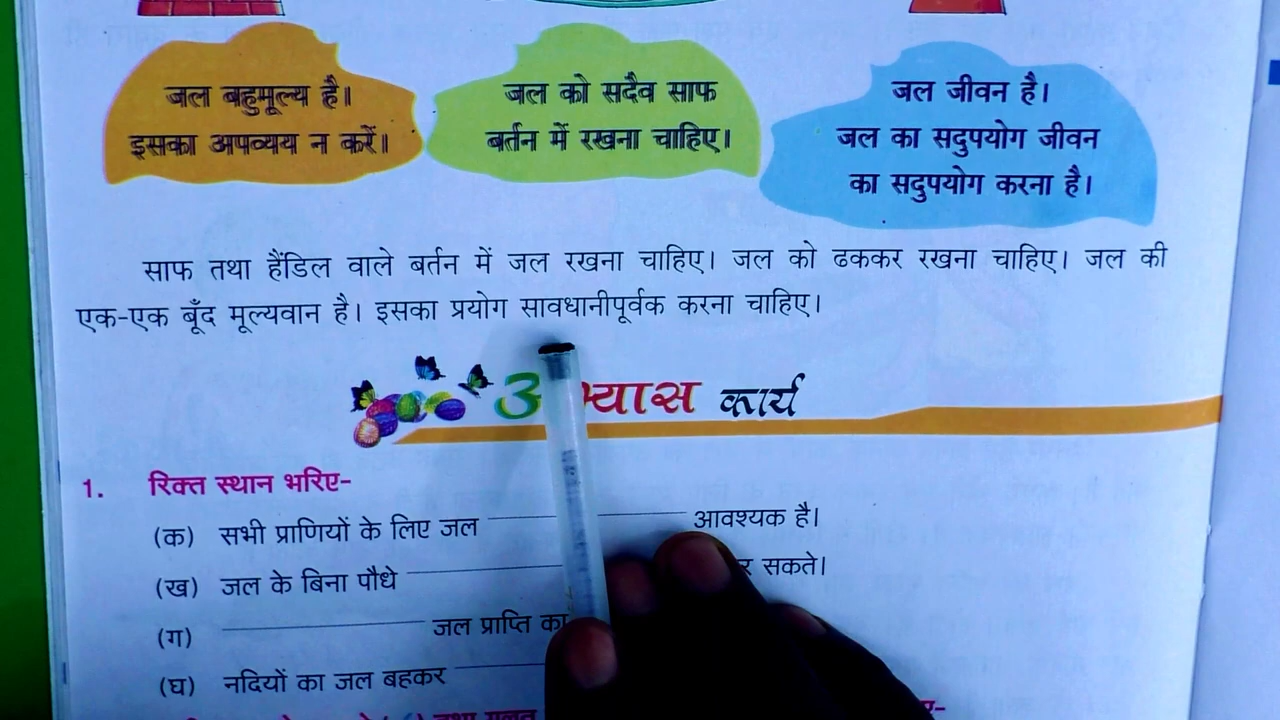 जल बहुमूल्य है।
इसका अपव्यय न करें।
जल को सदैव साफ
बर्तन में रखना चाहिए।
जल जीवन है।
जल का सदुपयोग जीवन
का सदुपयोग करना है।
साफ तथा हैंडिल वाले बर्तन में जल रखना चाहिए। जल को ढककर रखना चाहिए। जल की
एक-एक बूँद मूल्यवान है। इसका प्रयोग सावधानीपूर्वक करना चाहिए।
कार्य
1. रिक्त स्थान भरिए-
(क) सभी प्राणियों के लिए जल आवश्यक है।
(ख) जल के बिना पौधे सकते।
(ग) जल प्राप्ति का
(घ) नदियों का जल बहकर